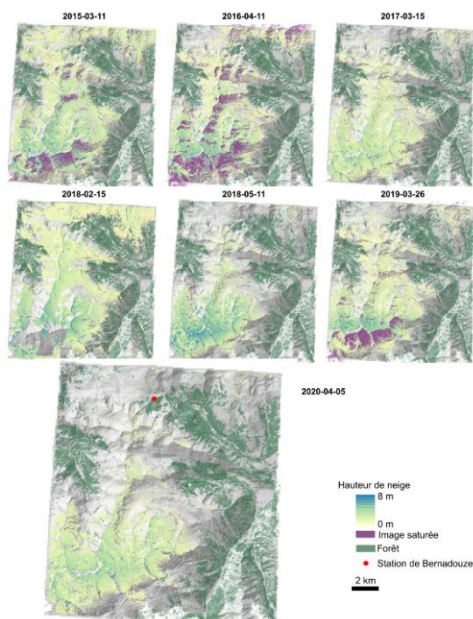 2015-03-11
2016-04-11
2017-03-15
2018-02-15
2018-05-11
2019-03-26
2020-04-05
Hauteur de neige
8 m
0 m
Image saturée
Forêt
Station de Bernadouze
2 km